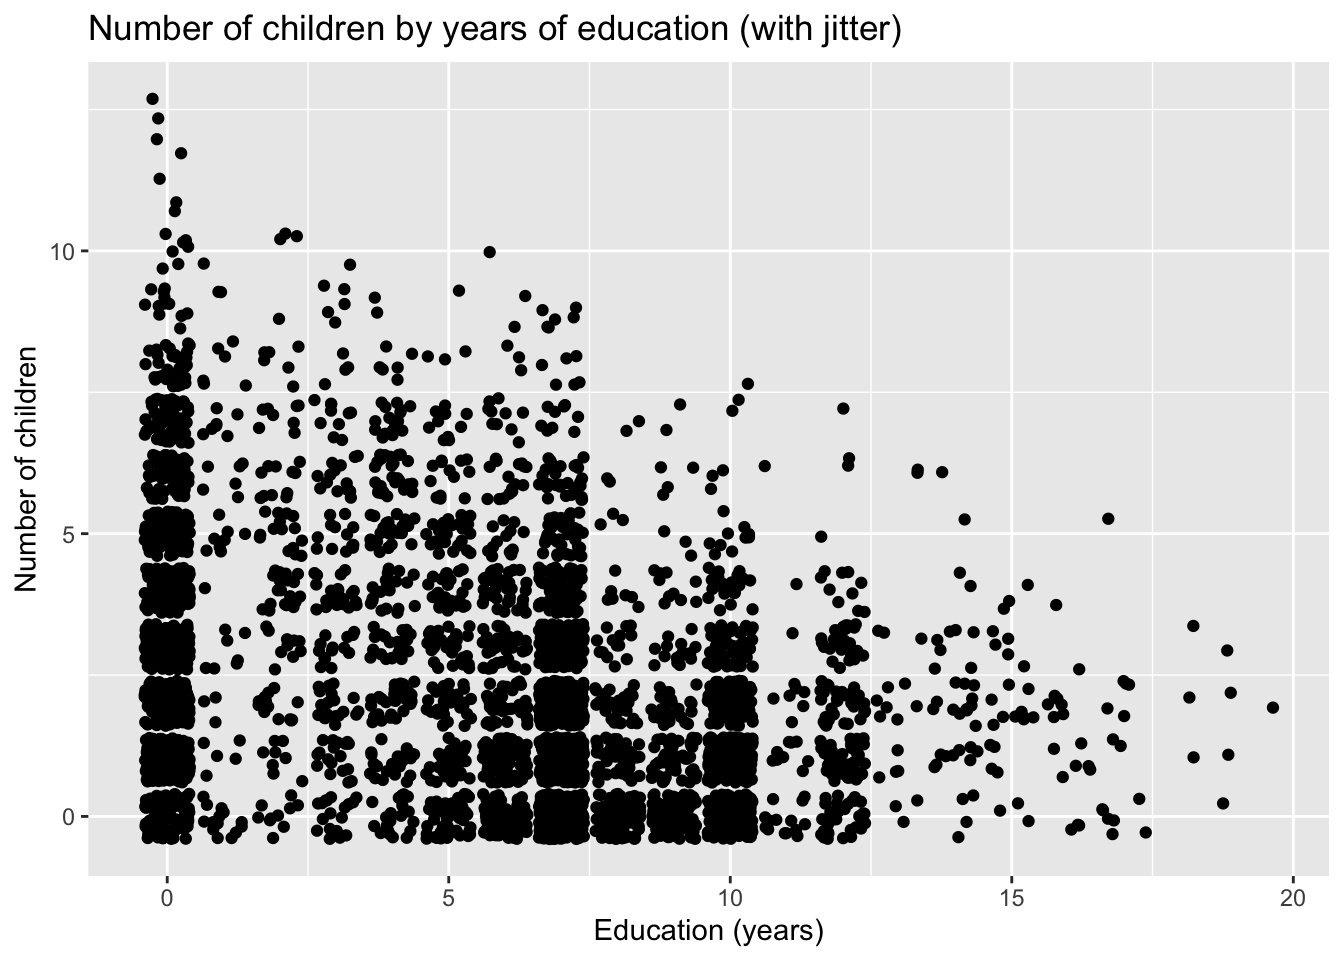 Number of children by years of education (with jitter)
Number of children
10
5
0
0 5 10 15 20
Education (years)